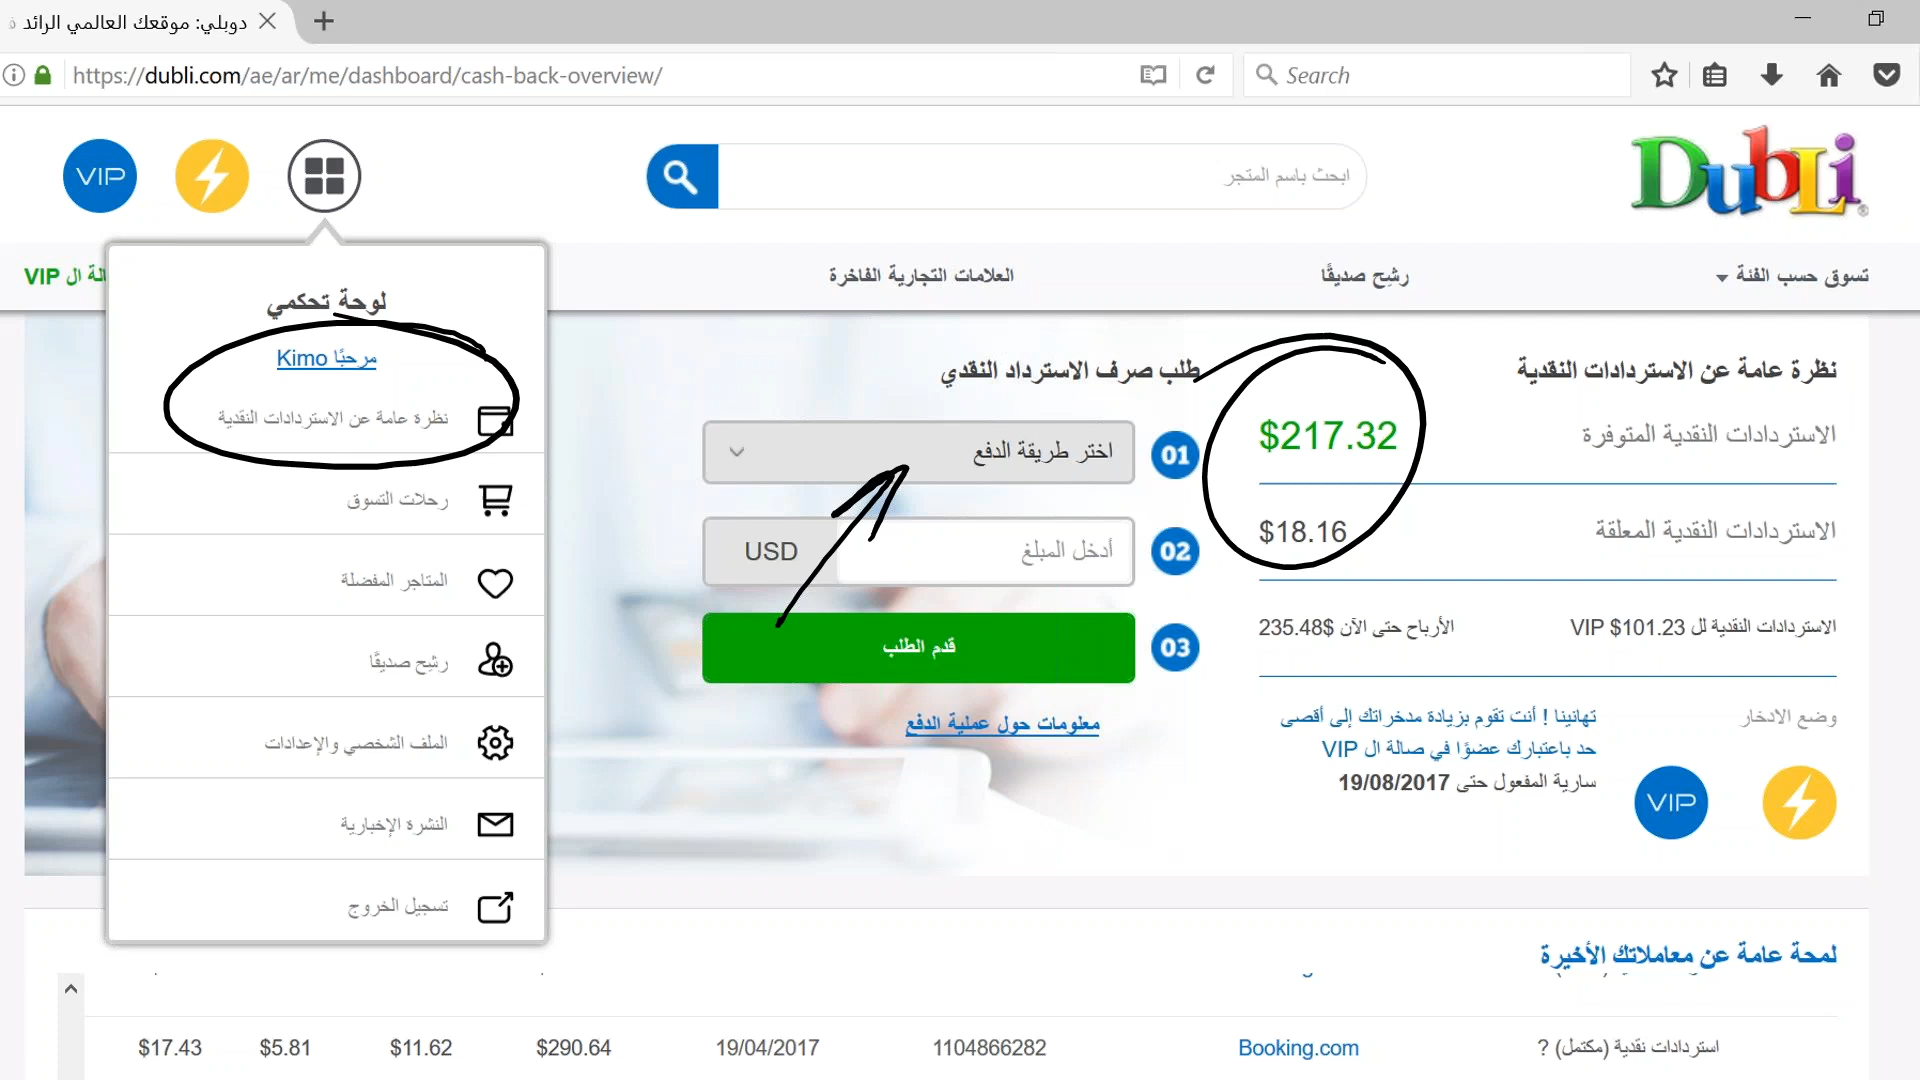 دوبلي: موقعك العالمي الرائد
https://dubli.com/ae/ar/me/dashboard/cash-back-overview/
Search
VIP
ابحث باسم المتجر
DubLi
تسوق حسب الفئة
رشِح صديقًا
العلامات التجارية الفاخرة
الة ال VIP
لوحة تحكمي
مرحبًا Kimo
نظرة عامة عن الاستردادات النقدية
رحلات التسوق
المتاجر المفضلة
رشِح صديقًا
الملف الشخصي والإعدادات
النشرة الإخبارية
تسجيل الخروج
نظرة عامة عن الاستردادات النقدية
الاستردادات النقدية المتوفرة $217.32
الاستردادات النقدية المعلقة $18.16
الاستردادات النقدية لل VIP $101.23
الأرباح حتى الآن $235.48
وضع الادخار
تهانينا ! أنت تقوم بزيادة مدخراتك إلى أقصى
حد باعتبارك عضوًا في صالة ال VIP
سارية المفعول حتى 19/08/2017
VIP
طلب صرف الاسترداد النقدي
01 اختر طريقة الدفع
02 أدخل المبلغ USD
03 قدم الطلب
معلومات حول عملية الدفع
لمحة عامة عن معاملاتك الأخيرة
استردادات نقدية (مكتمل) ? Booking.com 1104866282 19/04/2017 $290.64 $11.62 $5.81 $17.43